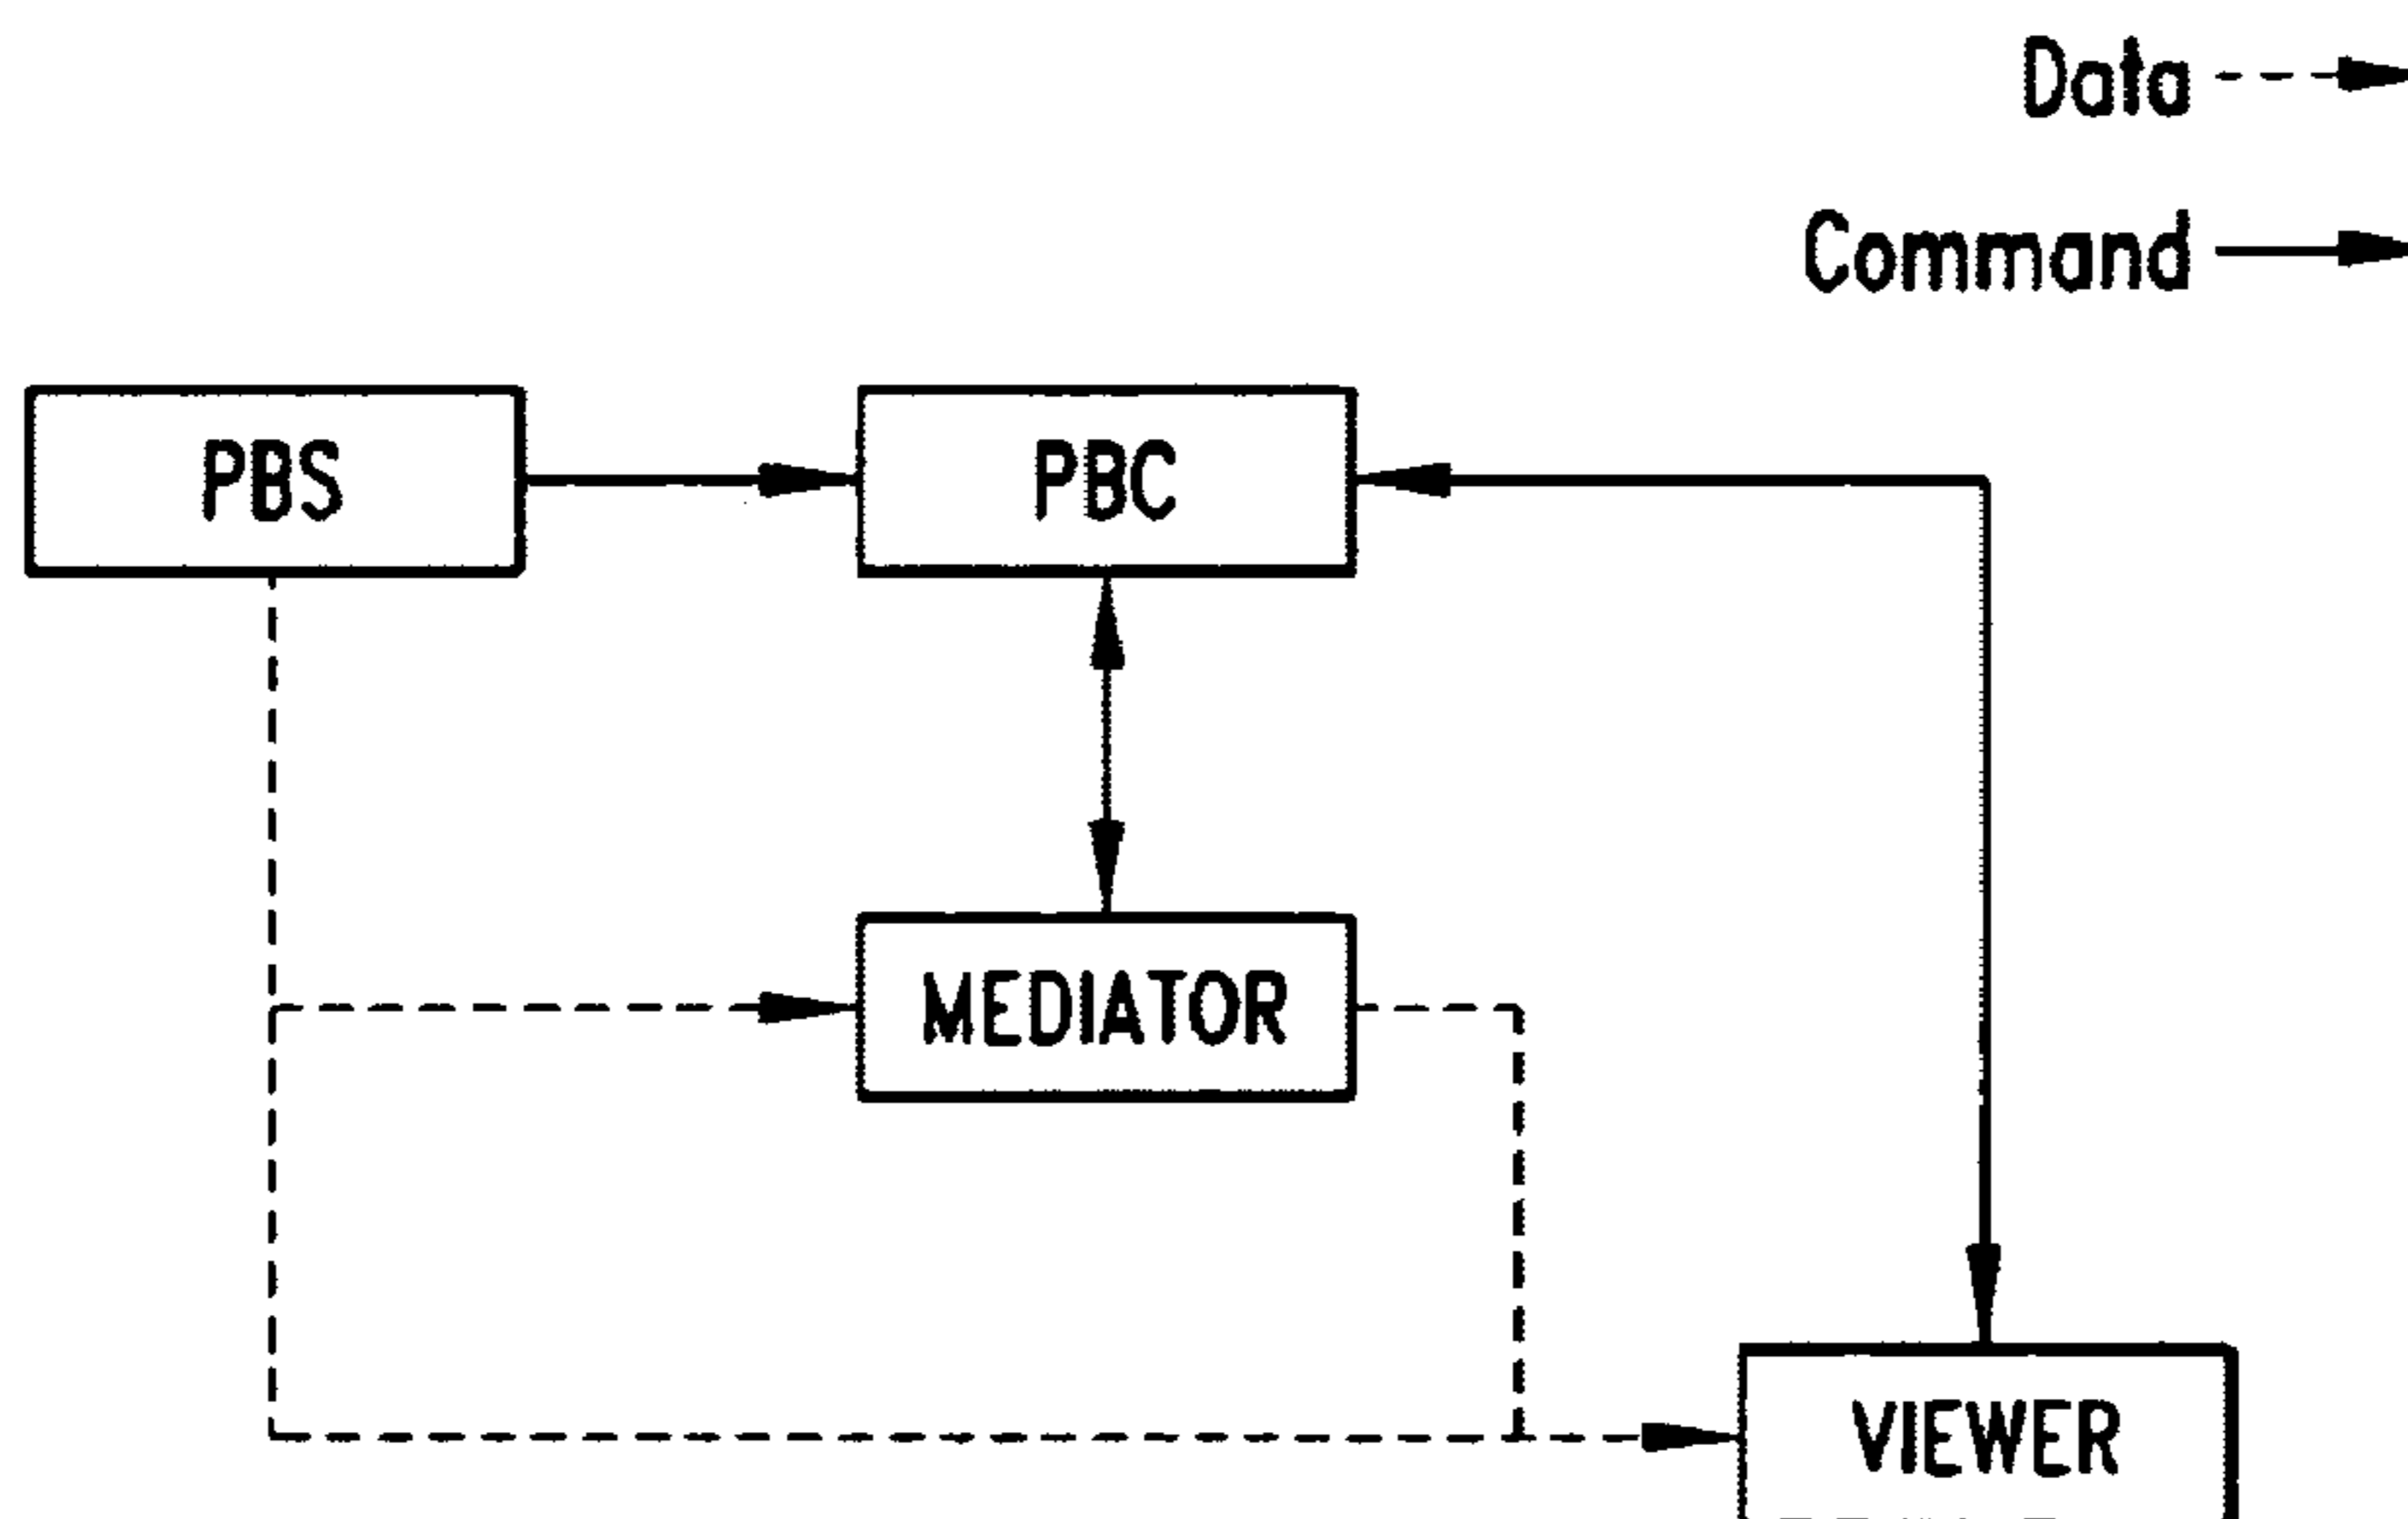 Data
Command
PBS
PBC
MEDIATOR
VIEWER